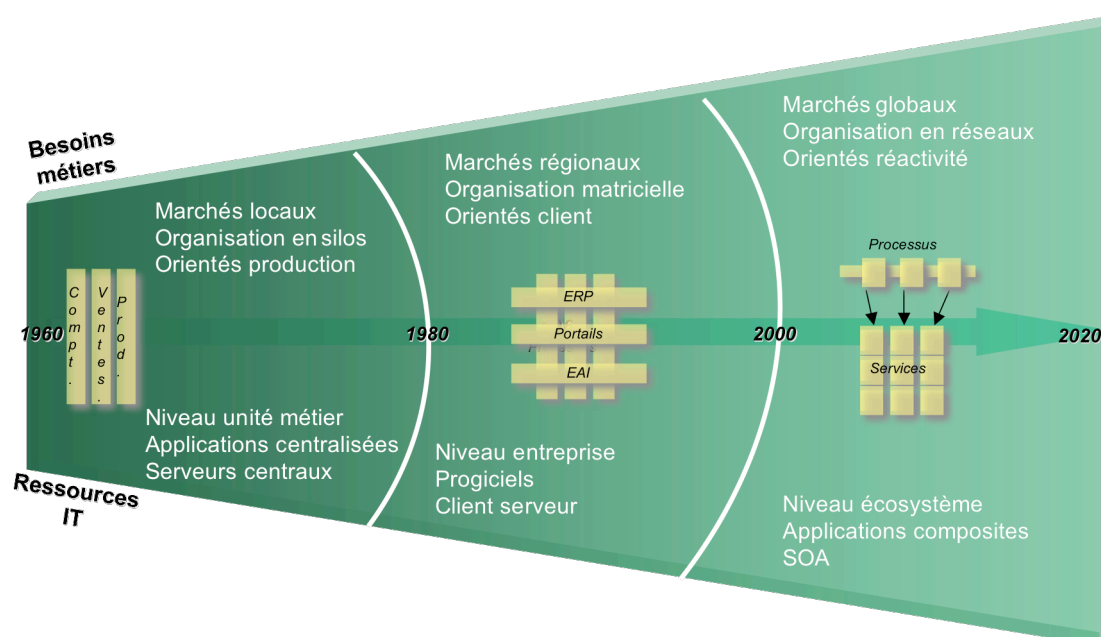 Besoins
métiers
Marchés locaux
Organisation en silos
Orientés production
Marchés régionaux
Organisation matricielle
Orientés client
Marchés globaux
Organisation en réseaux
Orientés réactivité
Compt.
Ventes.
Prod.
ERP
Portails
EAI
Processus
Services
1960
1980
2000
2020
Niveau unité métier
Applications centralisées
Serveurs centraux
Niveau entreprise
Progiciels
Client serveur
Niveau écosystème
Applications composites
SOA
Ressources
IT